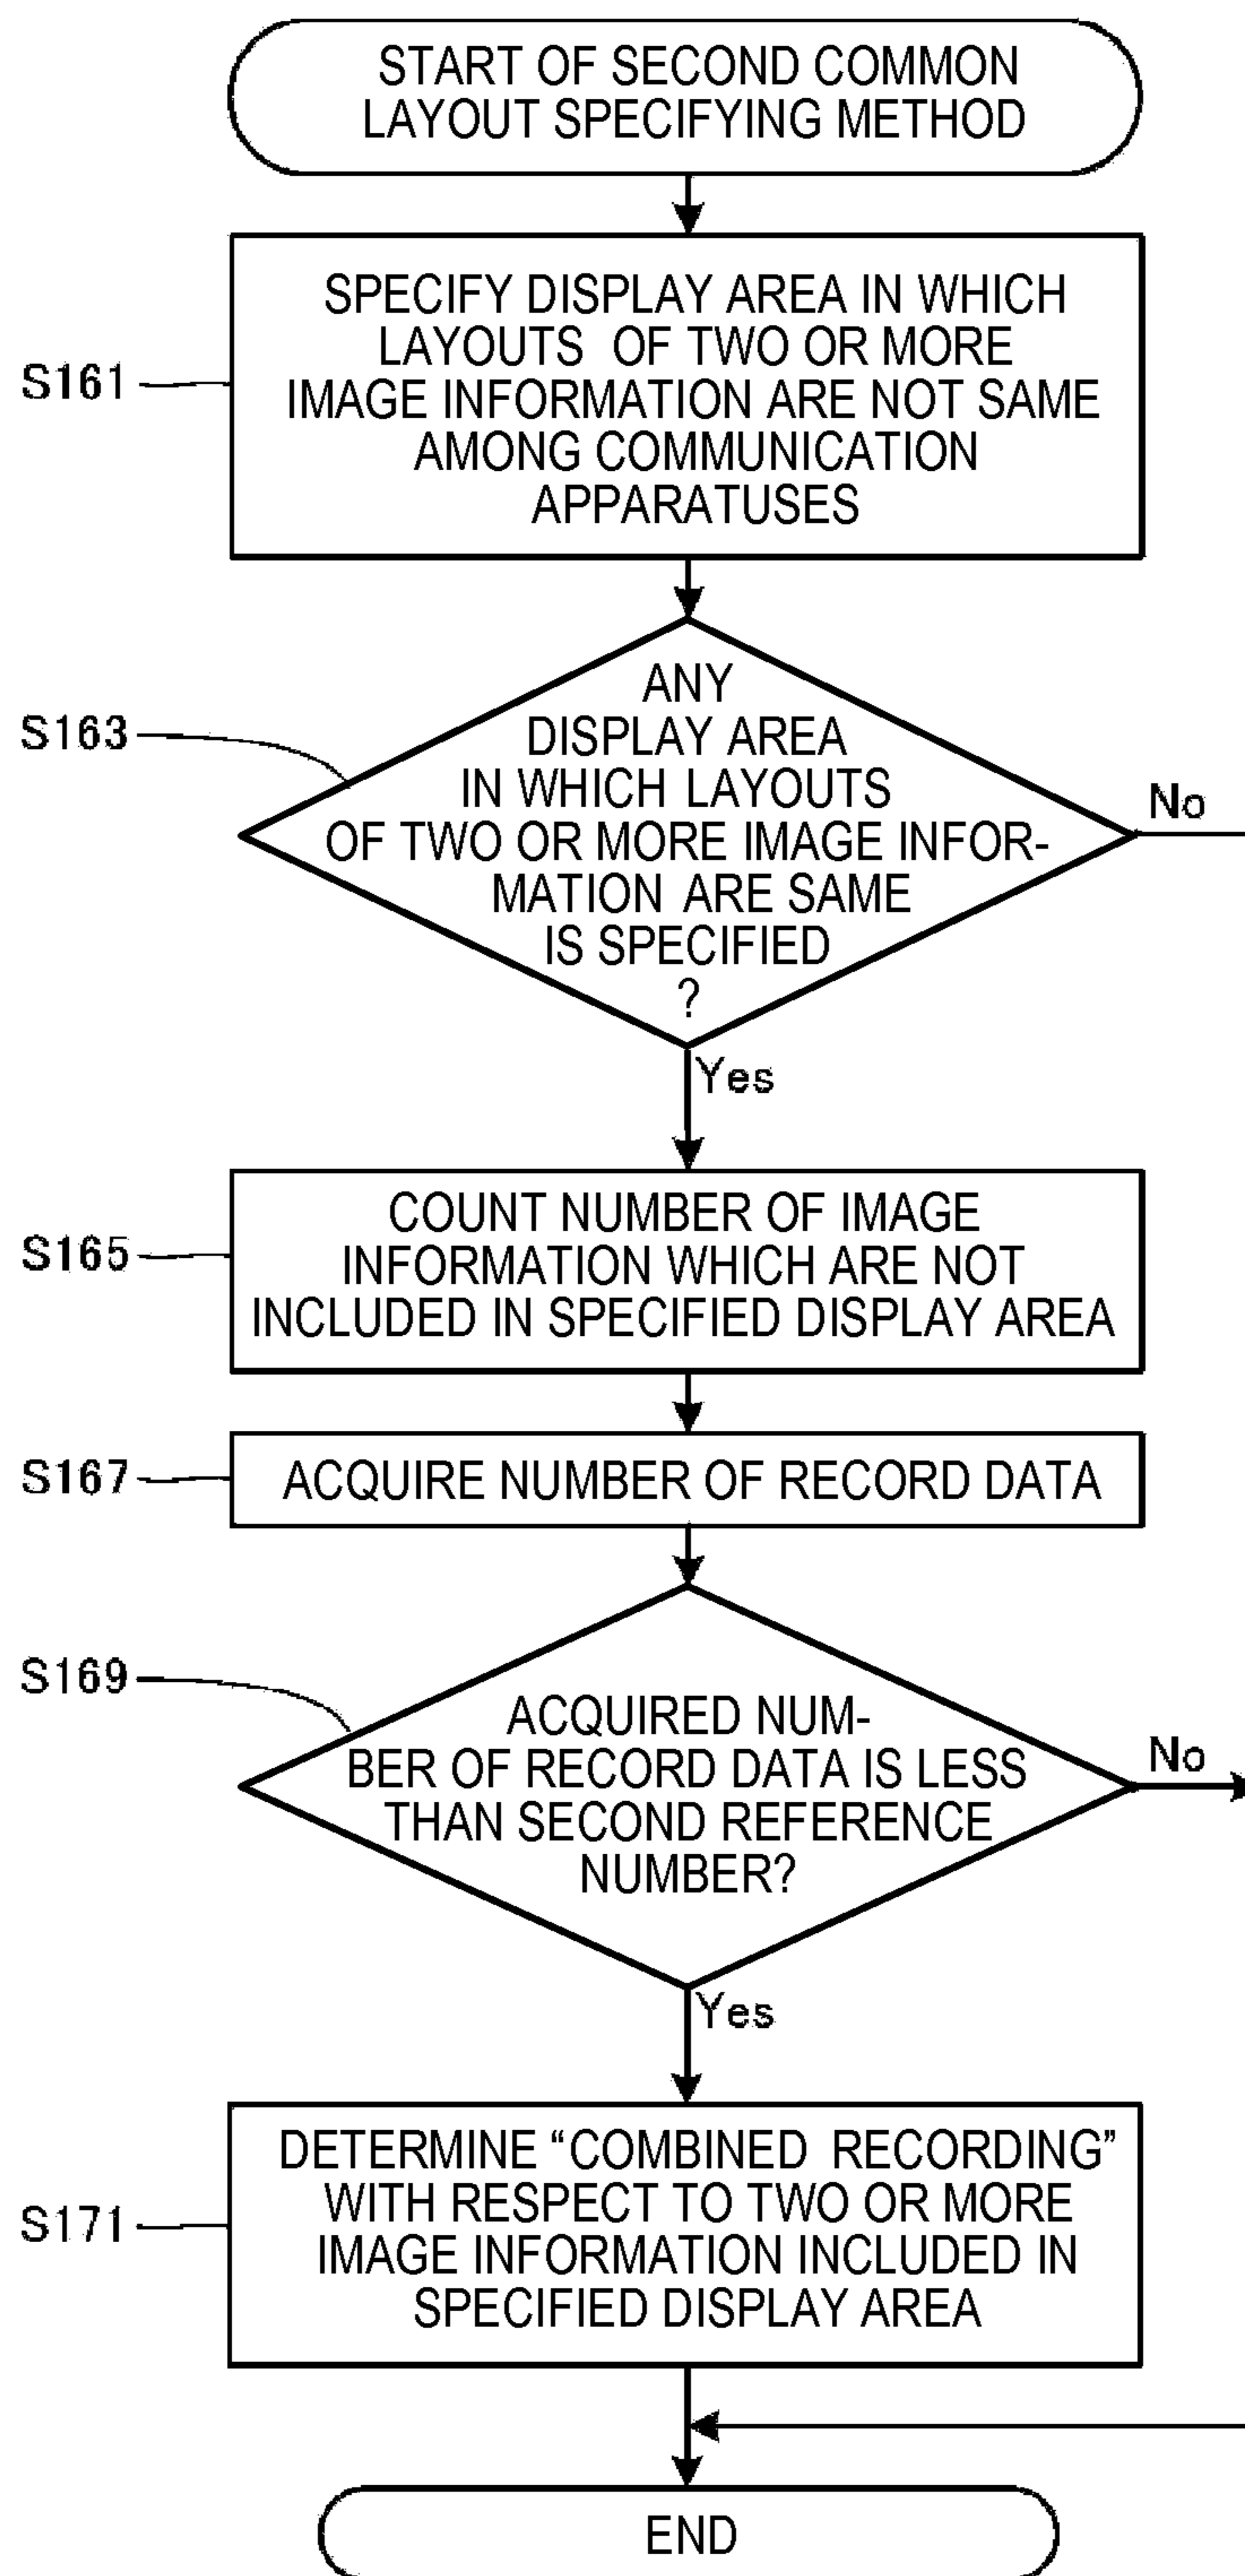 START OF SECOND COMMON
LAYOUT SPECIFYING METHOD
SPECIFY DISPLAY AREA IN WHICH
LAYOUTS OF TWO OR MORE
IMAGE INFORMATION ARE NOT SAME
AMONG COMMUNICATION
APPARATUSES
S161
ANY
DISPLAY AREA
IN WHICH LAYOUTS
OF TWO OR MORE IMAGE INFOR-
MATION ARE SAME
IS SPECIFIED
?
S163
No
Yes
COUNT NUMBER OF IMAGE
INFORMATION WHICH ARE NOT
INCLUDED IN SPECIFIED DISPLAY AREA
S165
S167
ACQUIRE NUMBER OF RECORD DATA
S169
ACQUIRED NUM-
BER OF RECORD DATA IS LESS
THAN SECOND REFERENCE
NUMBER?
No
Yes
DETERMINE “COMBINED RECORDING”
WITH RESPECT TO TWO OR MORE
IMAGE INFORMATION INCLUDED IN
SPECIFIED DISPLAY AREA
S171
END